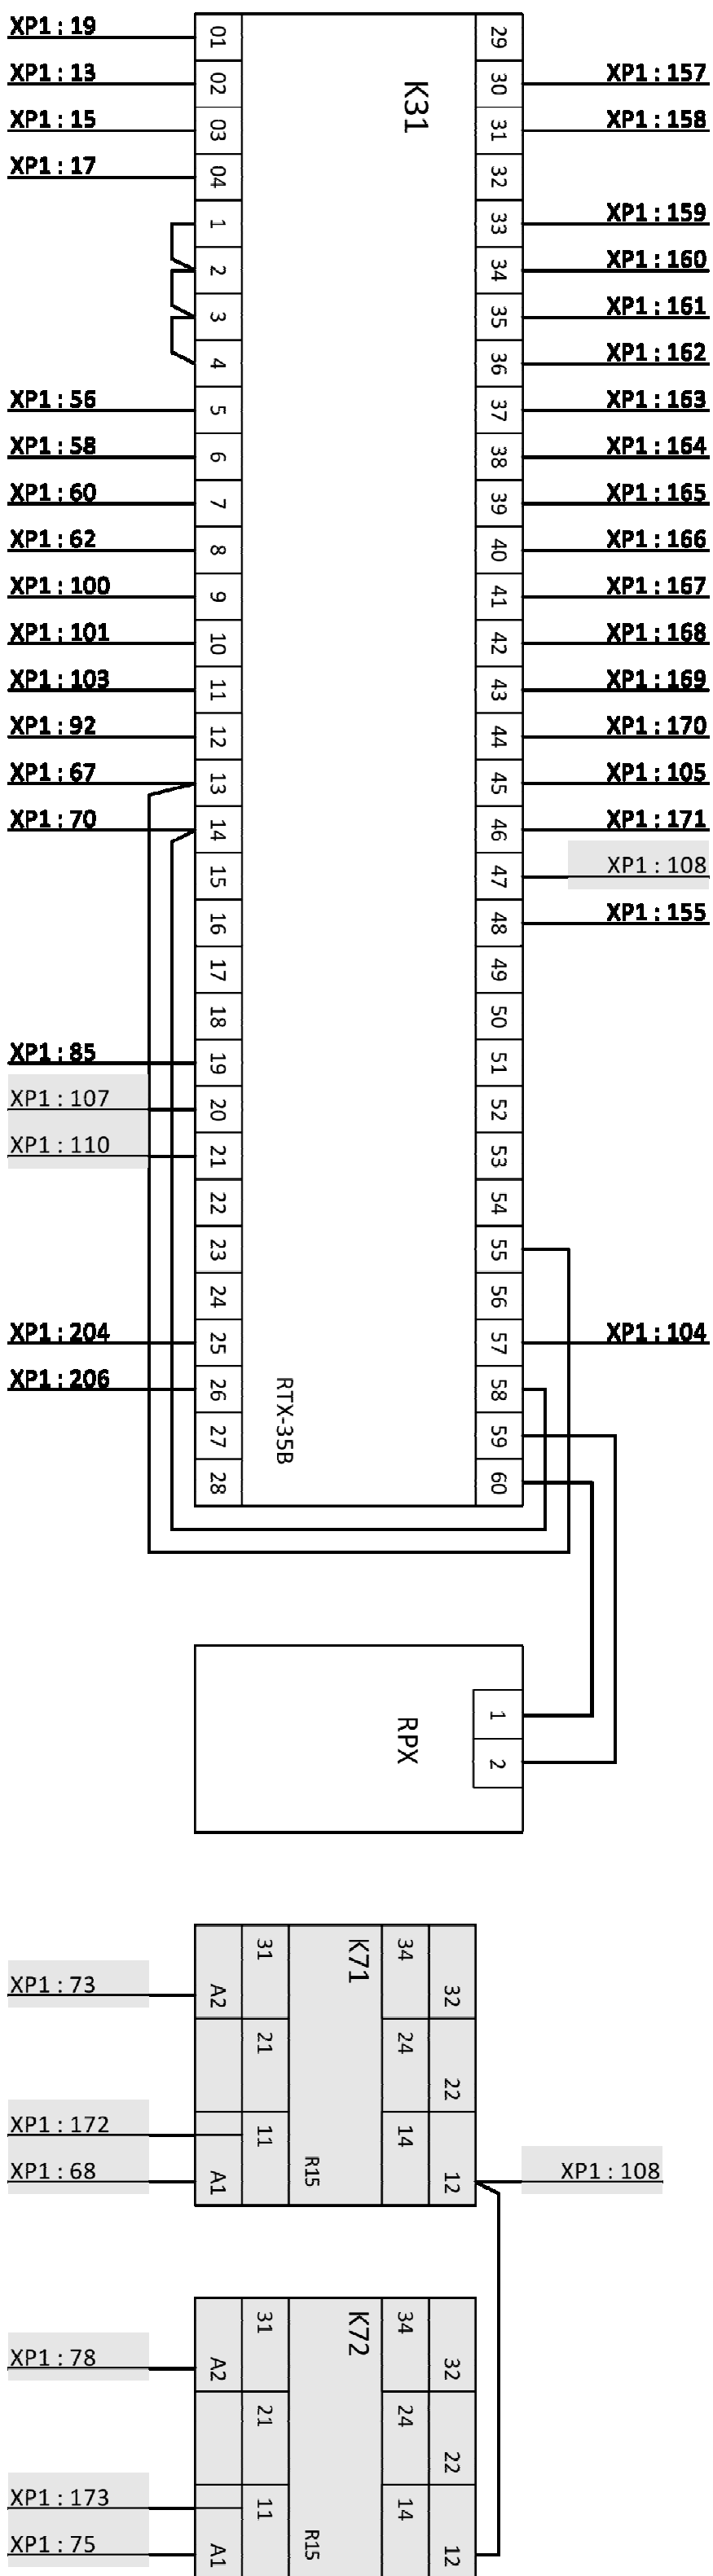 XP1 : 19 01 29
XP1 : 13 02 30 XP1 : 157
XP1 : 15 03 31 XP1 : 158
K31
XP1 : 17 04 32
1 33 XP1 : 159
2 34 XP1 : 160
3 35 XP1 : 161
4 36 XP1 : 162
XP1 : 56 5 37 XP1 : 163
XP1 : 58 6 38 XP1 : 164
XP1 : 60 7 39 XP1 : 165
XP1 : 62 8 40 XP1 : 166
XP1 : 100 9 41 XP1 : 167
XP1 : 101 10 42 XP1 : 168
XP1 : 103 11 43 XP1 : 169
XP1 : 92 12 44 XP1 : 170
XP1 : 67 13 45 XP1 : 105
XP1 : 70 14 46 XP1 : 171
15 47 XP1 : 108
16 48 XP1 : 155
17 49
18 50
XP1 : 85 19 51
XP1 : 107 20 52
XP1 : 110 21 53
22 54
23 55
24 56
XP1 : 204 25 57 XP1 : 104
XP1 : 206 26 58
RTX-35B
27 59
28 60
RPX
1
2
K71
31 34
XP1 : 73 A2 32
21 24
22
XP1 : 172 11 14
R15
XP1 : 68 A1 12 XP1 : 108
K72
31 34
XP1 : 78 A2 32
21 24
22
XP1 : 173 11 14
R15
XP1 : 75 A1 12